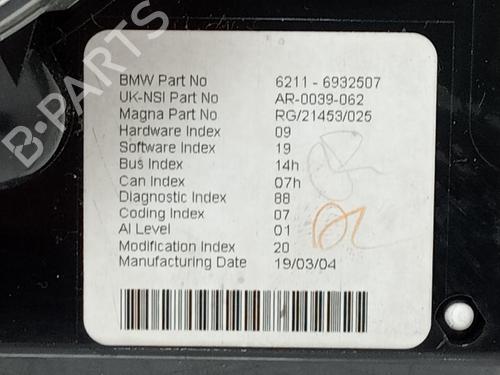 BMW Part No 6211 - 6932507
UK-NSI Part No AR-0039-062
Magna Part No RG/21453/025
Hardware Index 09
Software Index 19
Bus Index 14h
Can Index 07h
Diagnostic Index 88
Coding Index 07
AI Level 01
Modification Index 20
Manufacturing Date 19/03/04
B-PARTS